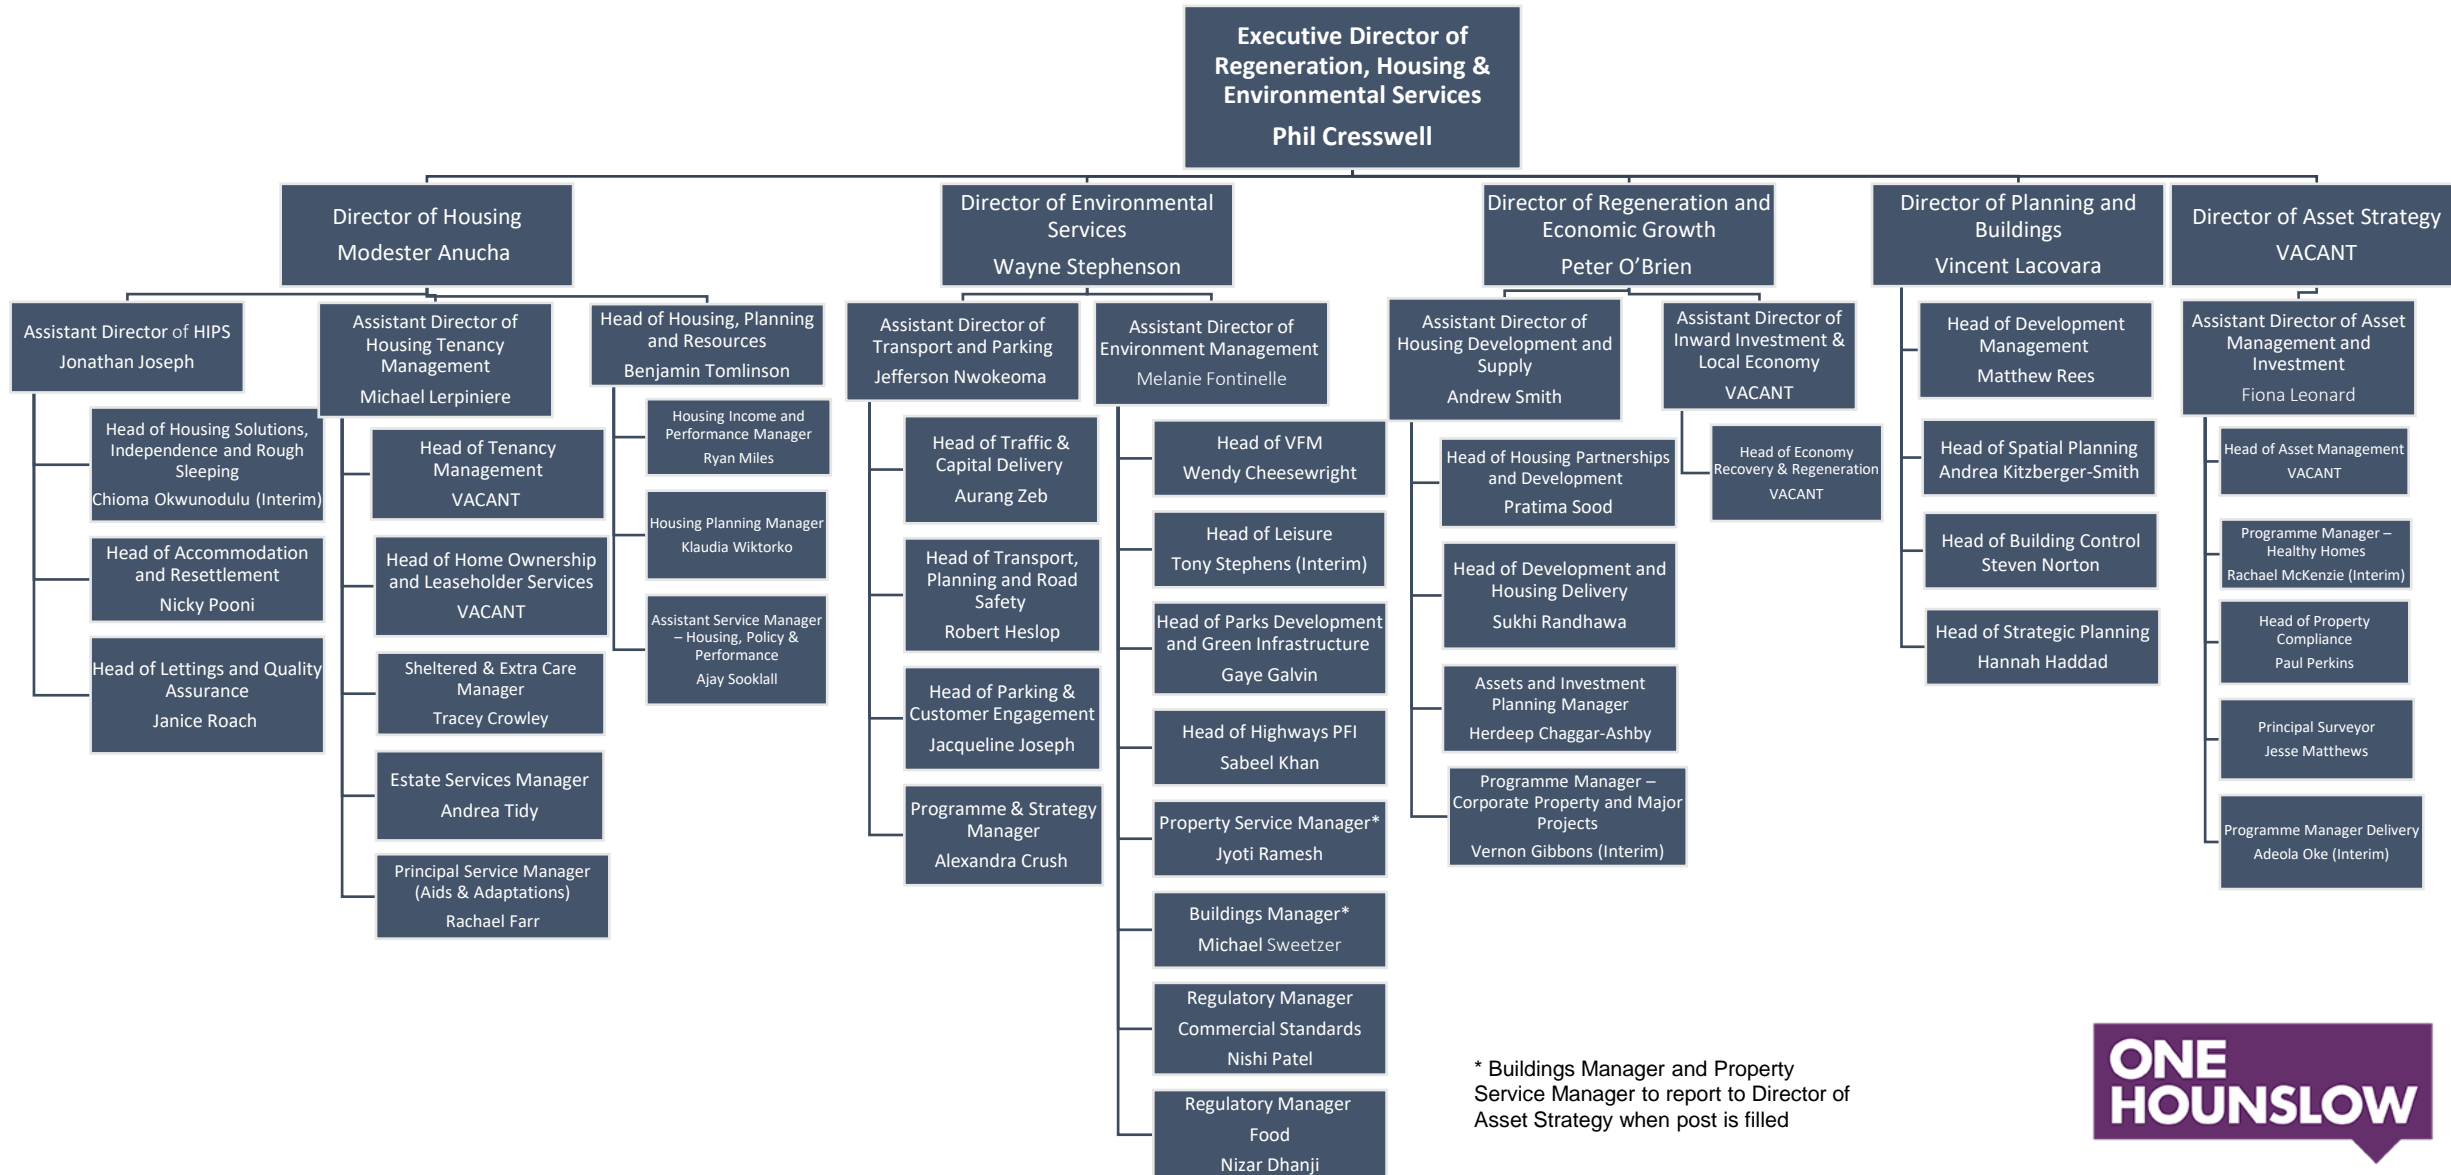 Executive Director of
Regeneration, Housing &
Environmental Services
Phil Cresswell
Director of Housing
Modester Anucha
Assistant Director of HIPS
Jonathan Joseph
Head of Housing Solutions,
Independence and Rough
Sleeping
Chioma Okwunodulu (Interim)
Head of Accommodation
and Resettlement
Nicky Pooni
Head of Lettings and Quality
Assurance
Janice Roach
Assistant Director of
Housing Tenancy
Management
Michael Lerpiniere
Head of Tenancy
Management
VACANT
Head of Home Ownership
and Leaseholder Services
VACANT
Sheltered & Extra Care
Manager
Tracey Crowley
Estate Services Manager
Andrea Tidy
Principal Service Manager
(Aids & Adaptations)
Rachael Farr
Head of Housing, Planning
and Resources
Benjamin Tomlinson
Housing Income and
Performance Manager
Ryan Miles
Housing Planning Manager
Klaudia Wiktorko
Assistant Service Manager
– Housing, Policy &
Performance
Ajay Sooklall
Director of Environmental
Services
Wayne Stephenson
Assistant Director of
Transport and Parking
Jefferson Nwokeoma
Head of Traffic &
Capital Delivery
Aurang Zeb
Head of Transport,
Planning and Road
Safety
Robert Heslop
Head of Parking &
Customer Engagement
Jacqueline Joseph
Programme & Strategy
Manager
Alexandra Crush
Assistant Director of
Environment Management
Melanie Fontinelle
Head of VFM
Wendy Cheesewright
Head of Leisure
Tony Stephens (Interim)
Head of Parks Development
and Green Infrastructure
Gaye Galvin
Head of Highways PFI
Sabeel Khan
Property Service Manager*
Jyoti Ramesh
Buildings Manager*
Michael Sweetzer
Regulatory Manager
Commercial Standards
Nishi Patel
Regulatory Manager
Food
Nizar Dhanji
Director of Regeneration and
Economic Growth
Peter O’Brien
Assistant Director of
Housing Development and
Supply
Andrew Smith
Head of Housing Partnerships
and Development
Pratima Sood
Head of Development and
Housing Delivery
Sukhi Randhawa
Assets and Investment
Planning Manager
Herdeep Chaggar-Ashby
Programme Manager –
Corporate Property and Major
Projects
Vernon Gibbons (Interim)
Assistant Director of
Inward Investment &
Local Economy
VACANT
Head of Economy
Recovery & Regeneration
VACANT
Director of Planning and
Buildings
Vincent Lacovara
Head of Development
Management
Matthew Rees
Head of Spatial Planning
Andrea Kitzberger-Smith
Head of Building Control
Steven Norton
Head of Strategic Planning
Hannah Haddad
Director of Asset Strategy
VACANT
Assistant Director of Asset
Management and
Investment
Fiona Leonard
Head of Asset Management
VACANT
Programme Manager –
Healthy Homes
Rachael McKenzie (Interim)
Head of Property
Compliance
Paul Perkins
Principal Surveyor
Jesse Matthews
Programme Manager Delivery
Adeola Oke (Interim)
* Buildings Manager and Property
Service Manager to report to Director of
Asset Strategy when post is filled
ONE
HOUNSLOW